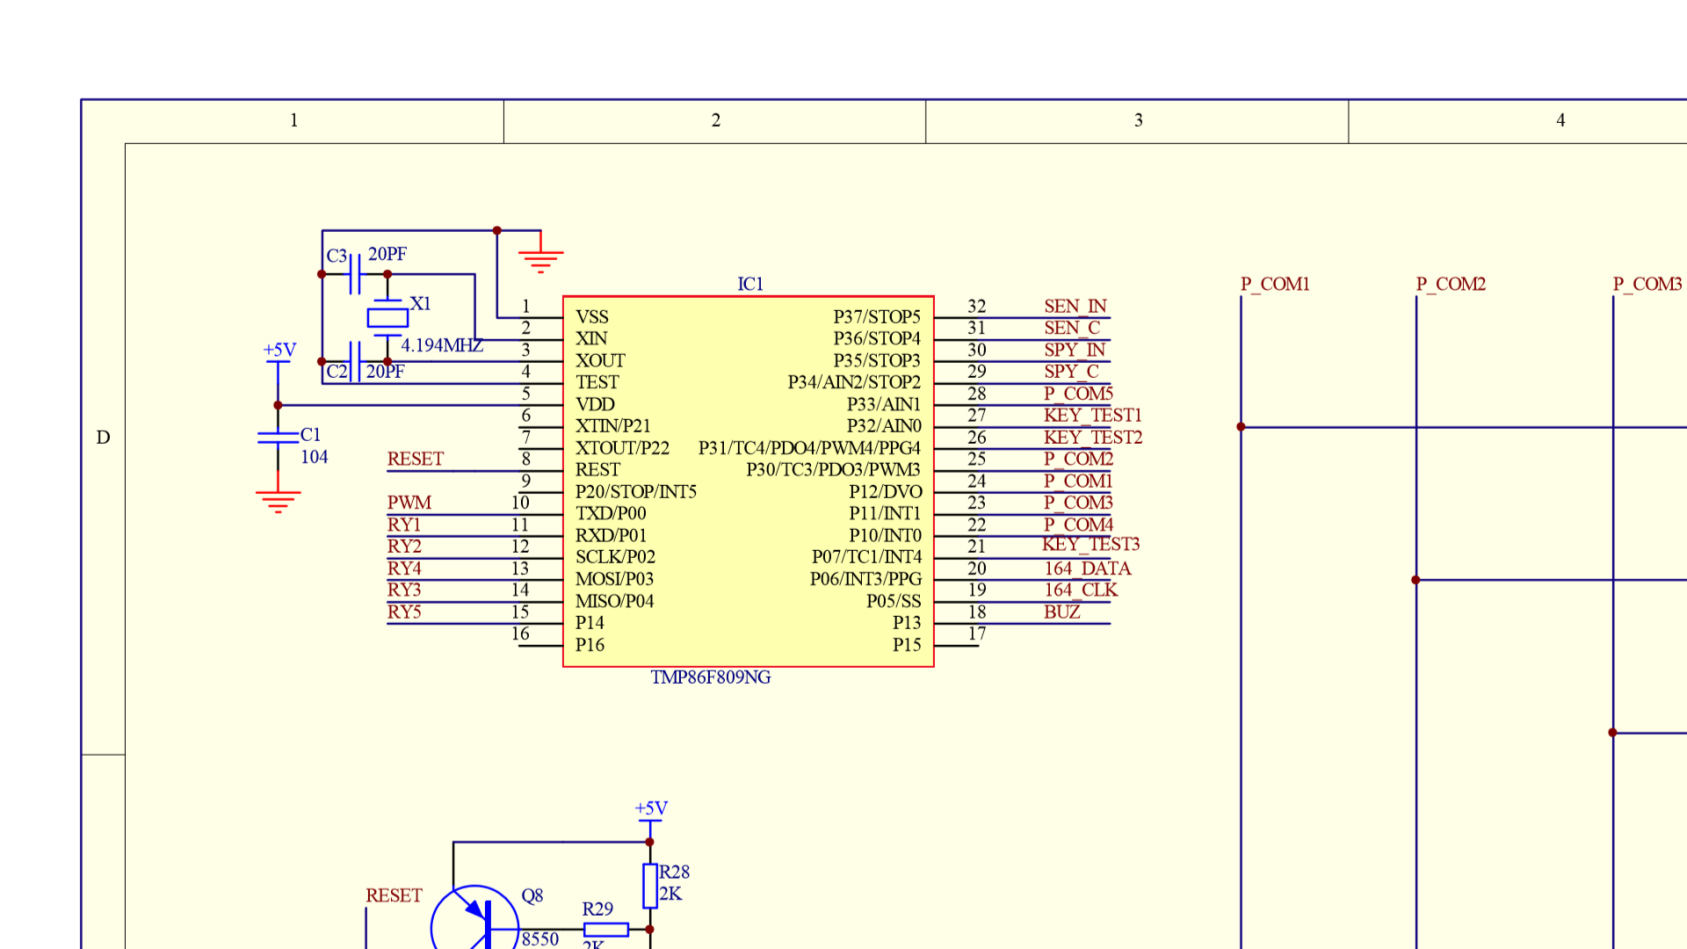 1 2 3 4
D
C3 20PF
X1
4.194MHZ
C2 20PF
+5V
C1
104
IC1
1 VSS P37/STOP5 32 SEN_IN
2 XIN P36/STOP4 31 SEN_C
3 XOUT P35/STOP3 30 SPY_IN
4 TEST P34/AIN2/STOP2 29 SPY_C
5 VDD P33/AIN1 28 P_COM5
6 XTIN/P21 P32/AIN0 27 KEY_TEST1
7 XTOUT/P22 P31/TC4/PDO4/PWM4/PPG4 26 KEY_TEST2
RESET 8 REST P30/TC3/PDO3/PWM3 25 P_COM2
9 P20/STOP/INT5 P12/DVO 24 P_COM1
PWM 10 TXD/P00 P11/INT1 23 P_COM3
RY1 11 RXD/P01 P10/INT0 22 P_COM4
RY2 12 SCLK/P02 P07/TC1/INT4 21 KEY_TEST3
RY4 13 MOSI/P03 P06/INT3/PPG 20 164_DATA
RY3 14 MISO/P04 P05/SS 19 164_CLK
RY5 15 P14 P13 18 BUZ
16 P16 P15 17
TMP86F809NG
P_COM1 P_COM2 P_COM3
+5V
R28
2K
RESET
Q8
8550
R29
2K